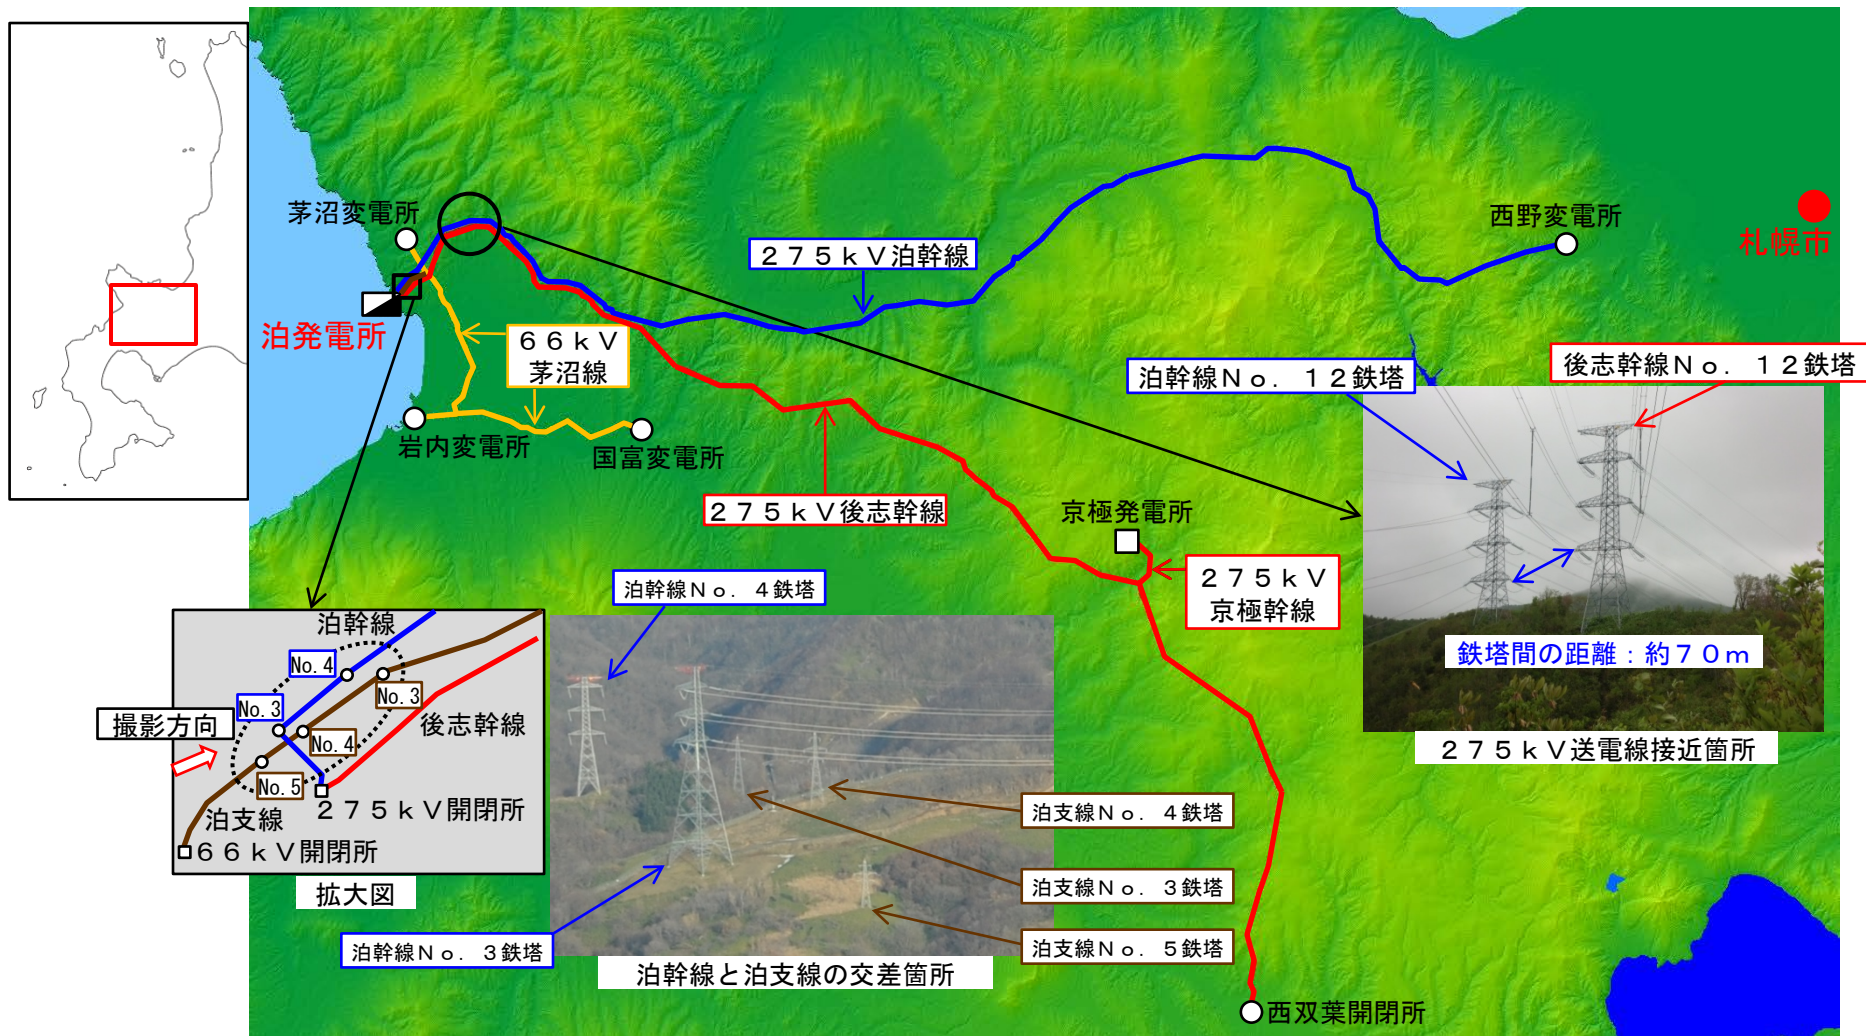 茅沼変電所
泊発電所
66kV
茅沼線
岩内変電所
国富変電所
275kV泊幹線
西野変電所
札幌市
275kV後志幹線
京極発電所
275kV
京極幹線
西双葉開閉所
泊幹線No.12鉄塔
後志幹線No.12鉄塔
鉄塔間の距離:約70m
275kV送電線接近箇所
泊幹線
No.4
No.3
No.3
後志幹線
No.4
撮影方向
No.5
275kV開閉所
泊支線
66kV開閉所
拡大図
泊幹線No.4鉄塔
泊支線No.4鉄塔
泊支線No.3鉄塔
泊支線No.5鉄塔
泊幹線No.3鉄塔
泊幹線と泊支線の交差箇所